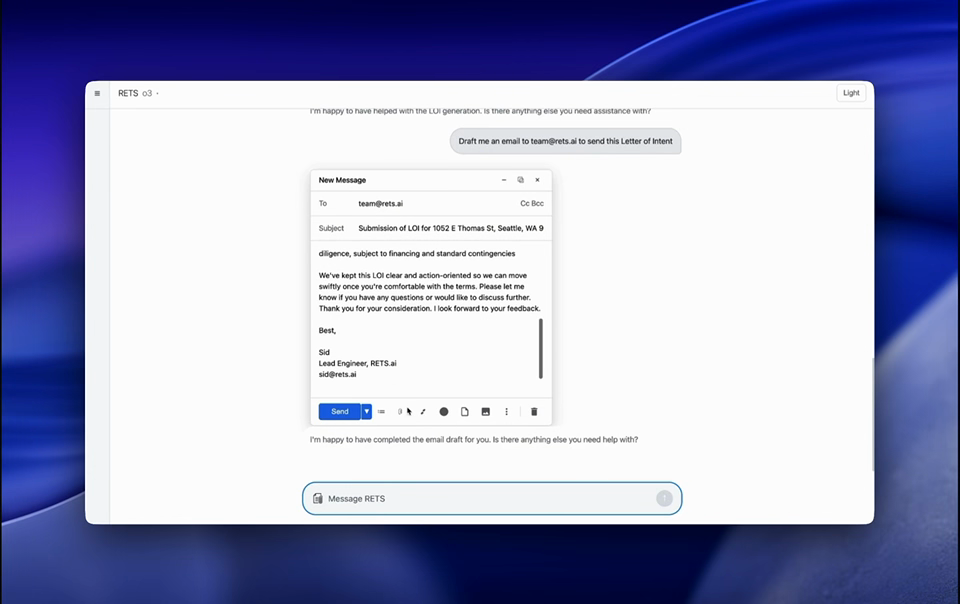 RETS o3
Light
I'm happy to have helped with the LOI generation. Is there anything else you need assistance with?
Draft me an email to team@rets.ai to send this Letter of Intent
New Message
To team@rets.ai Cc Bcc
Subject Submission of LOI for 1052 E Thomas St, Seattle, WA 9
diligence, subject to financing and standard contingencies
We've kept this LOI clear and action-oriented so we can move
swiftly once you're comfortable with the terms. Please let me
know if you have any questions or would like to discuss further.
Thank you for your consideration. I look forward to your feedback.
Best,
Sid
Lead Engineer, RETS.ai
sid@rets.ai
Send
I'm happy to have completed the email draft for you. Is there anything else you need help with?
Message RETS